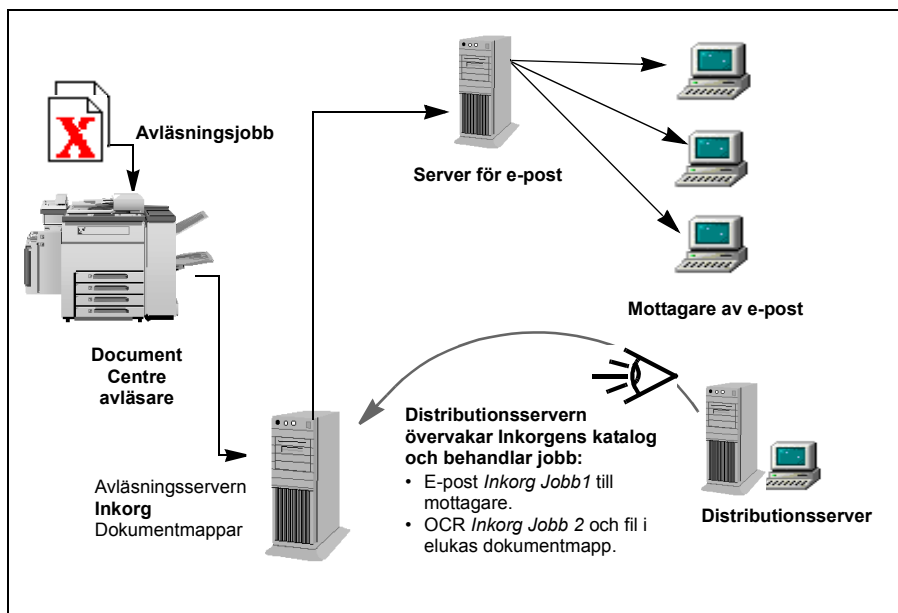 Avläsningsjobb
X
Server för e-post
Mottagare av e-post
Document
Centre
avläsare
Avläsningsservern
Inkorg
Dokumentmappar
Distributionsservern
övervakar Inkorgens katalog
och behandlar jobb:
• E-post Inkorg Jobb1 till
mottagare.
• OCR Inkorg Jobb 2 och fil i
elukas dokumentmapp.
Distributionsserver